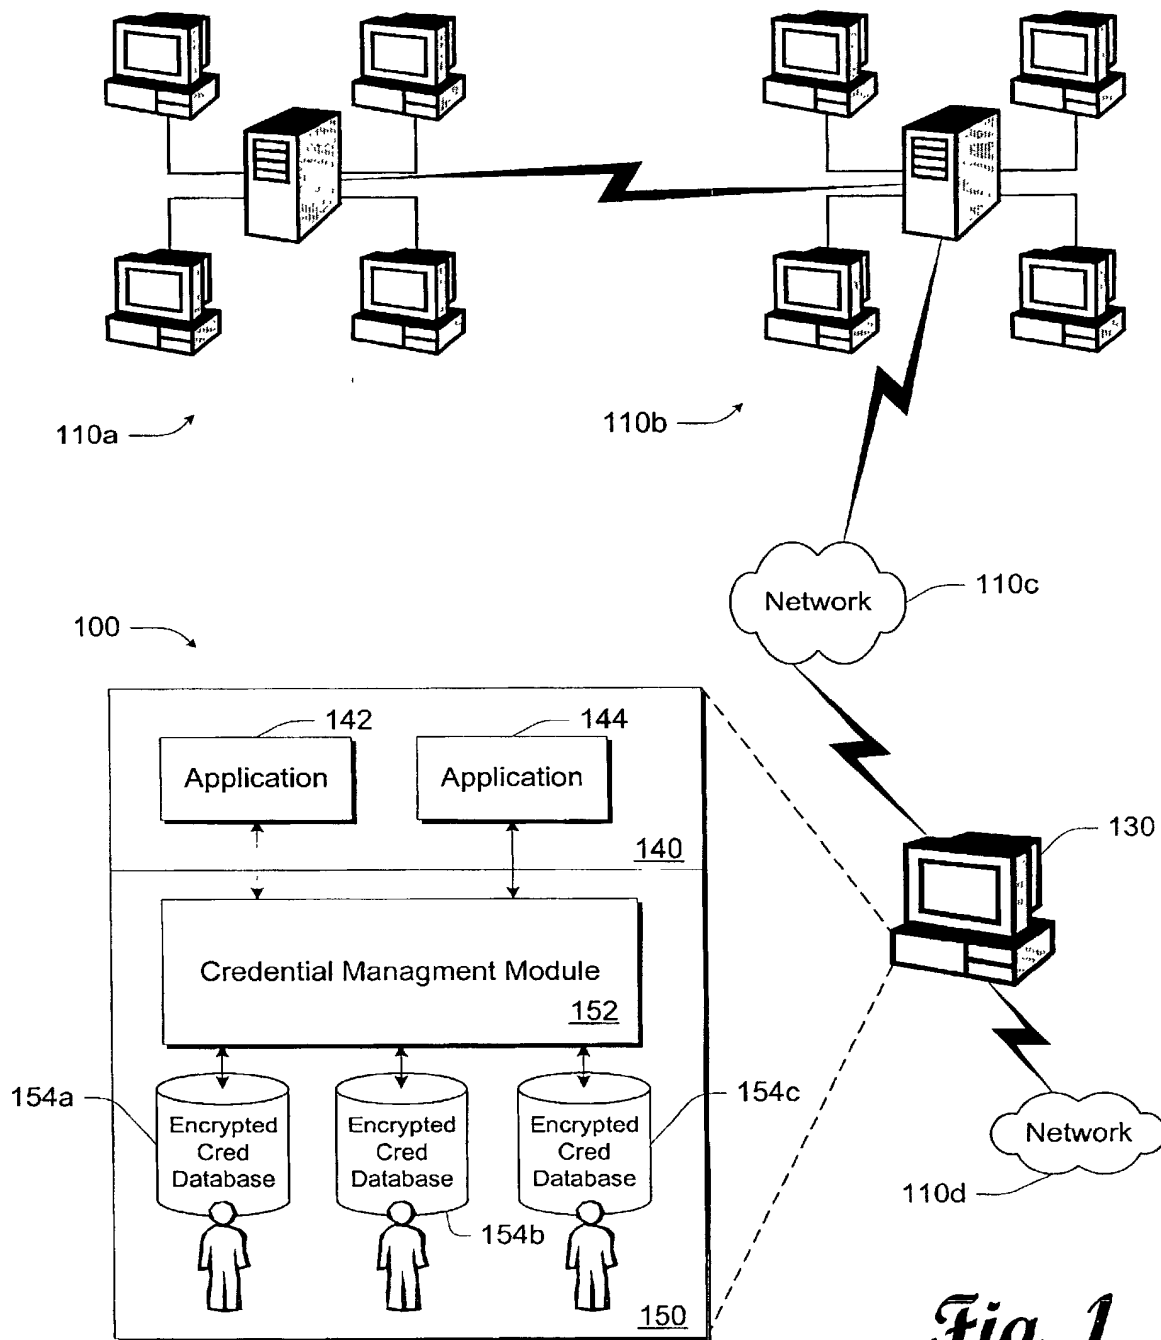 110a
110b
Network
110c
100
142
144
Application
Application
130
140
Credential Managment Module
152
154a
154c
Encrypted
Cred
Database
Encrypted
Cred
Database
Encrypted
Cred
Database
Network
110d
154b
150
Fig. 1